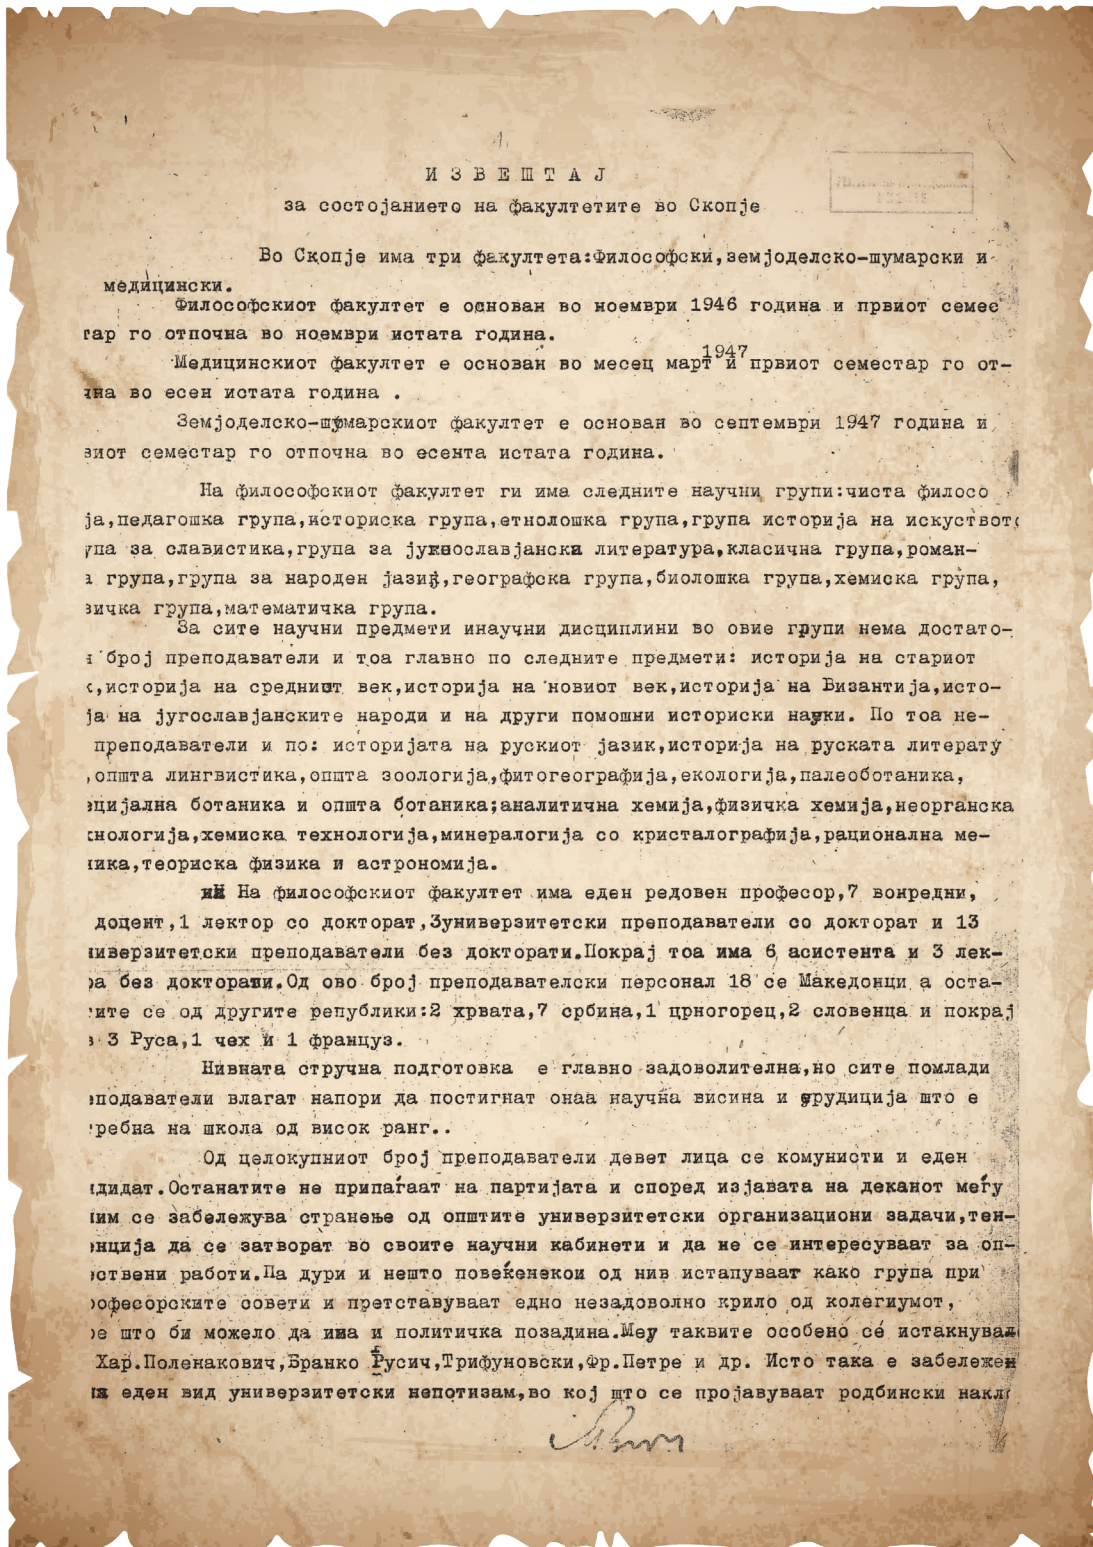 И З В Е Ш Т А Ј
за состојанието на факултетите во Скопје
Во Скопје има три факултета:Философски,земјоделско-шумарски и
медицински.
Философскиот факултет е основан во ноември 1946 година и првиот семес
тар го отпочна во ноември истата година.
1947
Медицинскиот факултет е основан во месец март и првиот семестар го от-
на во есен истата година .
Земјоделско-шумарскиот факултет е основан во септември 1947 година и
виот семестар го отпочна во есента истата година.
На философскиот факултет ги има следните научни групи:чиста филосо
ја,педагошка група,историска група,етнолошка група,група историја на искуството
упа за славистика,група за јужнославјанска литература,класична група,роман-
а група,група за народен јазик,географска група,биолошка група,хемиска група,
зичка група,математичка група.
За сите научни предмети инаучни дисциплини во овие групи нема достато-
број преподаватели и тоа главно по следните предмети: историја на стариот
,историја на средниот век,историја на новиот век,историја на Византија,исто-
ја на југославјанските народи и на други помошни историски науки. По тоа не-
преподаватели и по: историјата на рускиот јазик,историја на руската литерату
,општа лингвистика,општа зоологија,фитогеографија,екологија,палеоботаника,
ецијална ботаника и општа ботаника;аналитична хемија,физичка хемија,неорганска
хнологија,хемиска технологија,минералогија со кристалографија,рационална ме-
ника,теориска физика и астрономија.
На философскиот факултет има еден редовен професор,7 вонредни,
доцент,1 лектор со докторат,3универзитетски преподаватели со докторат и 13
ниверзитетски преподаватели без докторати.Покрај тоа има 6 асистента и 3 лек-
ра без докторати.Од ово број преподавателски персонал 18 се Македонци а оста-
ите се од другите републики:2 хрвата,7 србина,1 црногорец,2 словенца и покрај
в 3 Руса,1 чех и 1 француз.
Нивната стручна подготовка е главно задоволителна,но сите помлади
еподаватели влагат напори да постигнат онаа научна висина и ерудиција што е
требна на школа од висок ранг..
Од целокупниот број преподаватели девет лица се комунисти и еден
ндидат.Останатите не припаѓаат на партијата и според изјавата на деканот меѓу
ним се забележува странење од општите универзитетски организациони задачи,тен-
енција да се затворат во своите научни кабинети и да не се интересуваат за оп-
ствени работи.Па дури и нешто повеќенекои од нив истапуваат како група при
офесорските совети и претставуваат едно незадоволно крило од колегиумот,
ое што би можело да има и политичка позадина.Меу таквите особено се истакнуваа
Хар.Поленакович,Бранко Русич,Трифуновски,Фр.Петре и др. Исто така е забележен
еден вид универзитетски непотизам,во кој што се пројавуваат родбински накло